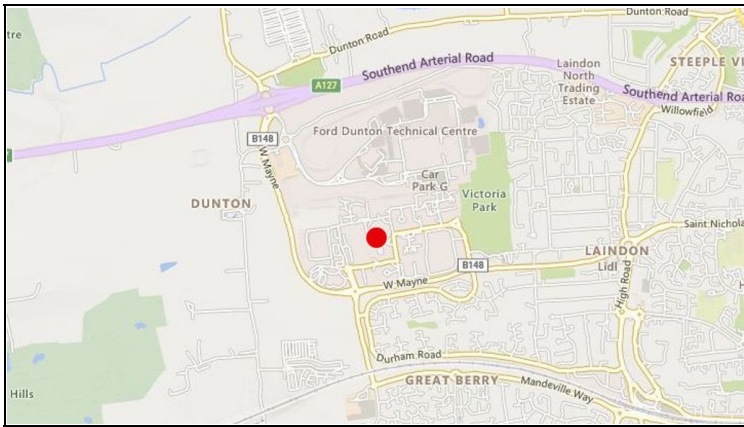 Dunton Road
tre
Dunton Road
Southend Arterial Road
Laindon
North
Trading
Estate
STEEPLE VI
A127
Southend Arterial Roa
Willowfield
Ford Dunton Technical Centre
B148
W Mayne
Car
Park G
Victoria
Park
DUNTON
Saint Nichola
LAINDON
Lidl
B148
W Mayne
High Road
H
Durham Road
GREAT BERRY
Mandeville Way
Hills